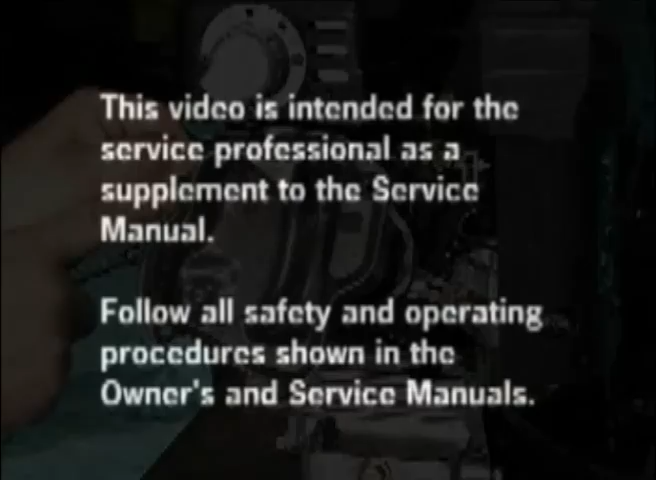 This video is intended for the
service professional as a
supplement to the Service
Manual.
Follow all safety and operating
procedures shown in the
Owner's and Service Manuals.